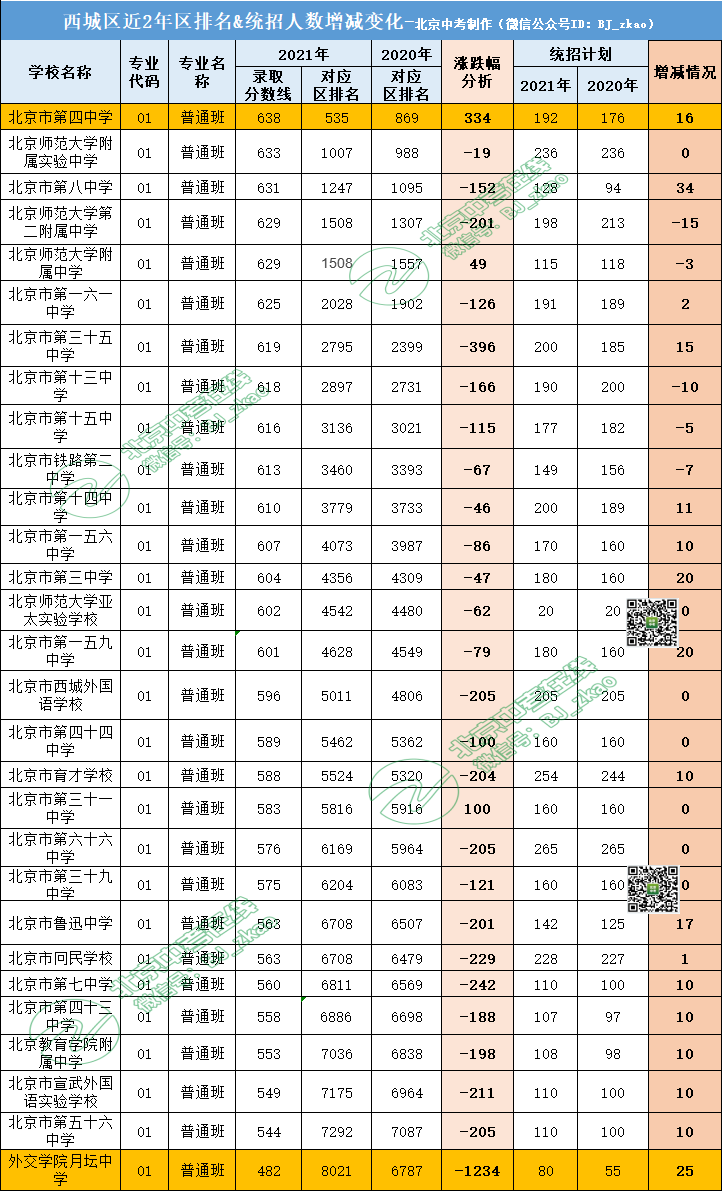 西城区近2年区排名&统招人数增减变化—北京中考制作（微信公众号ID：BJ_zkao）
学校名称 专业代码 专业名称 2021年 2020年 涨跌幅分析 统招计划 增减情况
录取分数线 对应区排名 对应区排名 2021年 2020年
北京市第四中学 01 普通班 638 535 869 334 192 176 16
北京师范大学附属实验中学 01 普通班 633 1007 988 -19 236 236 0
北京市第八中学 01 普通班 631 1247 1095 -152 128 94 34
北京师范大学第二附属中学 01 普通班 629 1508 1307 -201 198 213 -15
北京师范大学附属中学 01 普通班 629 1508 1557 49 115 118 -3
北京市第一六一中学 01 普通班 625 2028 1902 -126 191 189 2
北京市第三十五中学 01 普通班 619 2795 2399 -396 200 185 15
北京市第十三中学 01 普通班 618 2897 2731 -166 190 200 -10
北京市第十五中学 01 普通班 616 3136 3021 -115 177 182 -5
北京市铁路第二中学 01 普通班 613 3460 3393 -67 149 156 -7
北京市第十四中学 01 普通班 610 3779 3733 -46 200 189 11
北京市第一五六中学 01 普通班 607 4073 3987 -86 170 160 10
北京市第三中学 01 普通班 604 4356 4309 -47 180 160 20
北京师范大学亚太实验学校 01 普通班 602 4542 4480 -62 20 20 0
北京市第一五九中学 01 普通班 601 4628 4549 -79 180 160 20
北京市西城外国语学校 01 普通班 596 5011 4806 -205 205 205 0
北京市第四十四中学 01 普通班 589 5462 5362 -100 160 160 0
北京市育才学校 01 普通班 588 5524 5320 -204 254 244 10
北京市第三十一中学 01 普通班 583 5816 5916 100 160 160 0
北京市第六十六中学 01 普通班 576 6169 5964 -205 265 265 0
北京市第三十九中学 01 普通班 575 6204 6083 -121 160 160 0
北京市鲁迅中学 01 普通班 563 6708 6507 -201 142 125 17
北京市回民学校 01 普通班 563 6708 6479 -229 228 227 1
北京市第七中学 01 普通班 560 6811 6569 -242 110 100 10
北京市第四十三中学 01 普通班 558 6886 6698 -188 107 97 10
北京教育学院附属中学 01 普通班 553 7036 6838 -198 108 98 10
北京市宣武外国语实验学校 01 普通班 549 7175 6964 -211 110 100 10
北京市第五十六中学 01 普通班 544 7292 7087 -205 110 100 10
外交学院月坛中学 01 普通班 482 8021 6787 -1234 80 55 25
北京中考在线
微信号：BJ_zkao
北京中考在线
微信号：BJ_zkao
北京中考在线
微信号：BJ_zkao
北京中考在线
微信号：BJ_zkao